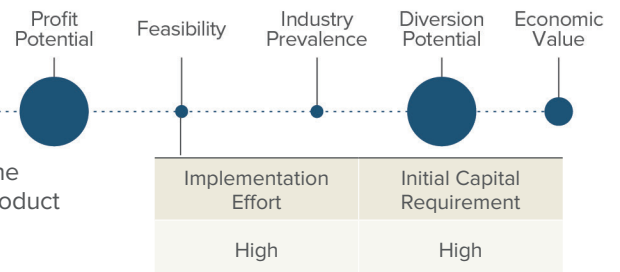 Profit
Potential
Feasibility
Industry
Prevalence
Diversion
Potential
Economic
Value
Implementation
Effort
Initial Capital
Requirement
High
High